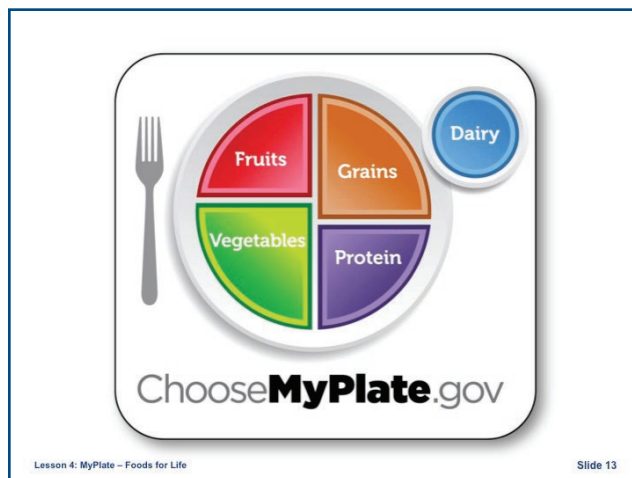 Fruits
Grains
Dairy
Vegetables
Protein
ChooseMyPlate.gov
Lesson 4: MyPlate – Foods for Life
Slide 13